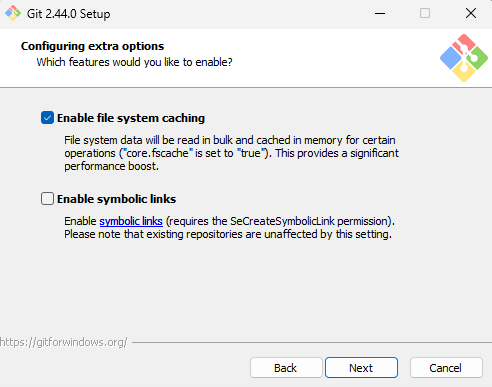 Git 2.44.0 Setup
Configuring extra options
Which features would you like to enable?
Enable file system caching
File system data will be read in bulk and cached in memory for certain
operations ("core.fscache" is set to "true"). This provides a significant
performance boost.
Enable symbolic links
Enable symbolic links (requires the SeCreateSymbolicLink permission).
Please note that existing repositories are unaffected by this setting.
https://gitforwindows.org/
Back Next Cancel